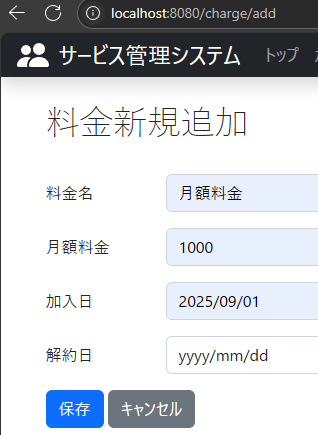 localhost:8080/charge/add
サービス管理システム トップ
料金新規追加
料金名 月額料金
月額料金 1000
加入日 2025/09/01
解約日 yyyy/mm/dd
保存 キャンセル